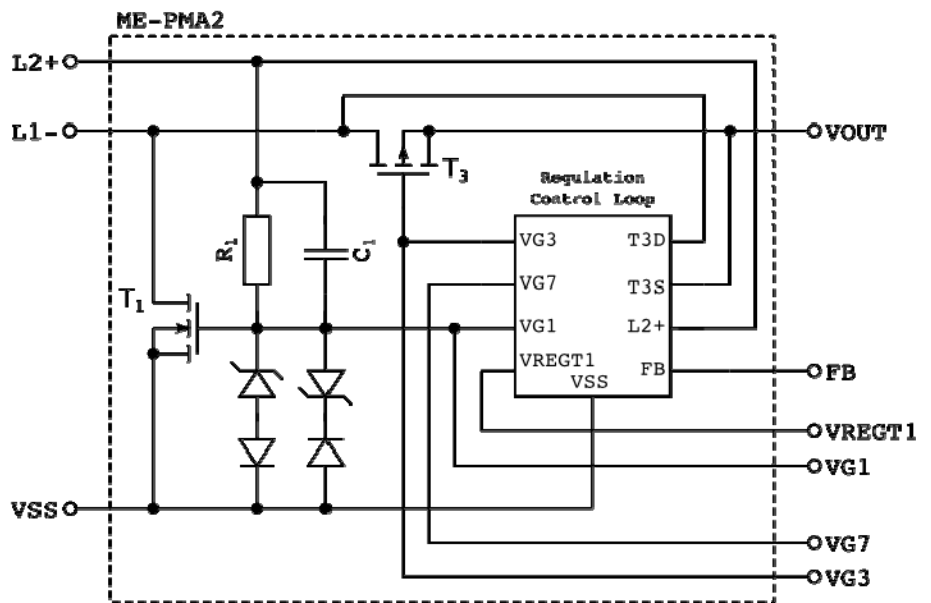 ME-PMA2
L2+
L1-
VOUT
T3
Regulation
Control Loop
R1
C1
VG3
T3D
VG7
T3S
T1
VG1
L2+
VREGT1
FB
FB
VSS
VREGT1
VG1
VSS
VG7
VG3